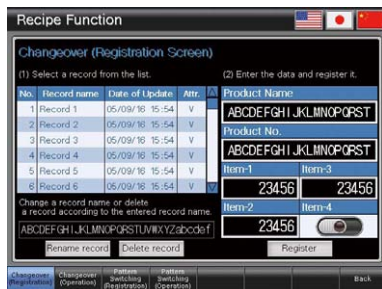 Recipe Function
Changeover (Registration Screen)
(1) Select a record from the list.
(2) Enter the data and register it.
No. Record name Date of Update Attr.
1 Record 1 05/09/16 15:54 V
2 Record 2 05/09/16 15:54 V
3 Record 3 05/09/16 15:54 V
4 Record 4 05/09/16 15:54 V
5 Record 5 05/09/16 15:54 V
6 Record 6 05/09/16 15:54 V
Change a record name or delete
a record according to the entered record name.
ABCDEFGHIJKLMNOPQRSTUVWXYZabcdef
Rename record Delete record
Product Name
ABCDEFGHIJKLMNOPQRST
Product No.
ABCDEFGHIJKLMNOPQRST
Item-1 Item-3
23456 23456
Item-2 Item-4
23456
Register
Changeover (Registration)
Changeover (Operation)
Pattern Switching (Registration)
Pattern Switching (Operation)
Back